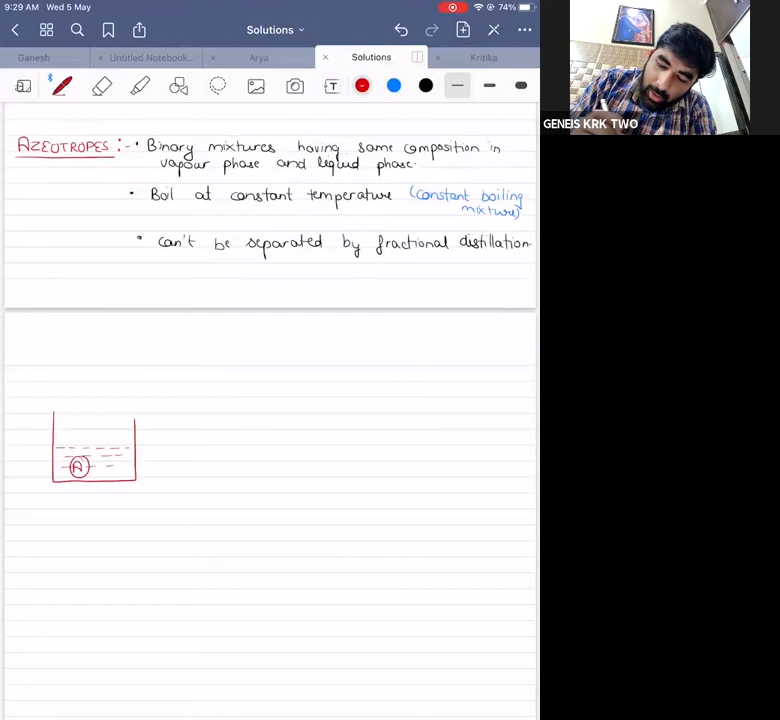 9:29 AM Wed 5 May
74%
Solutions
Ganesh
Untitled Notebook...
Arya
Solutions
Kritika
T
GENEIS KRK TWO
AZEOTROPES :- • Binary mixtures having same composition in
vapour phase and liquid phase.
• Boil at constant temperature (constant boiling
mixture)
• Can't be separated by fractional distillation
A